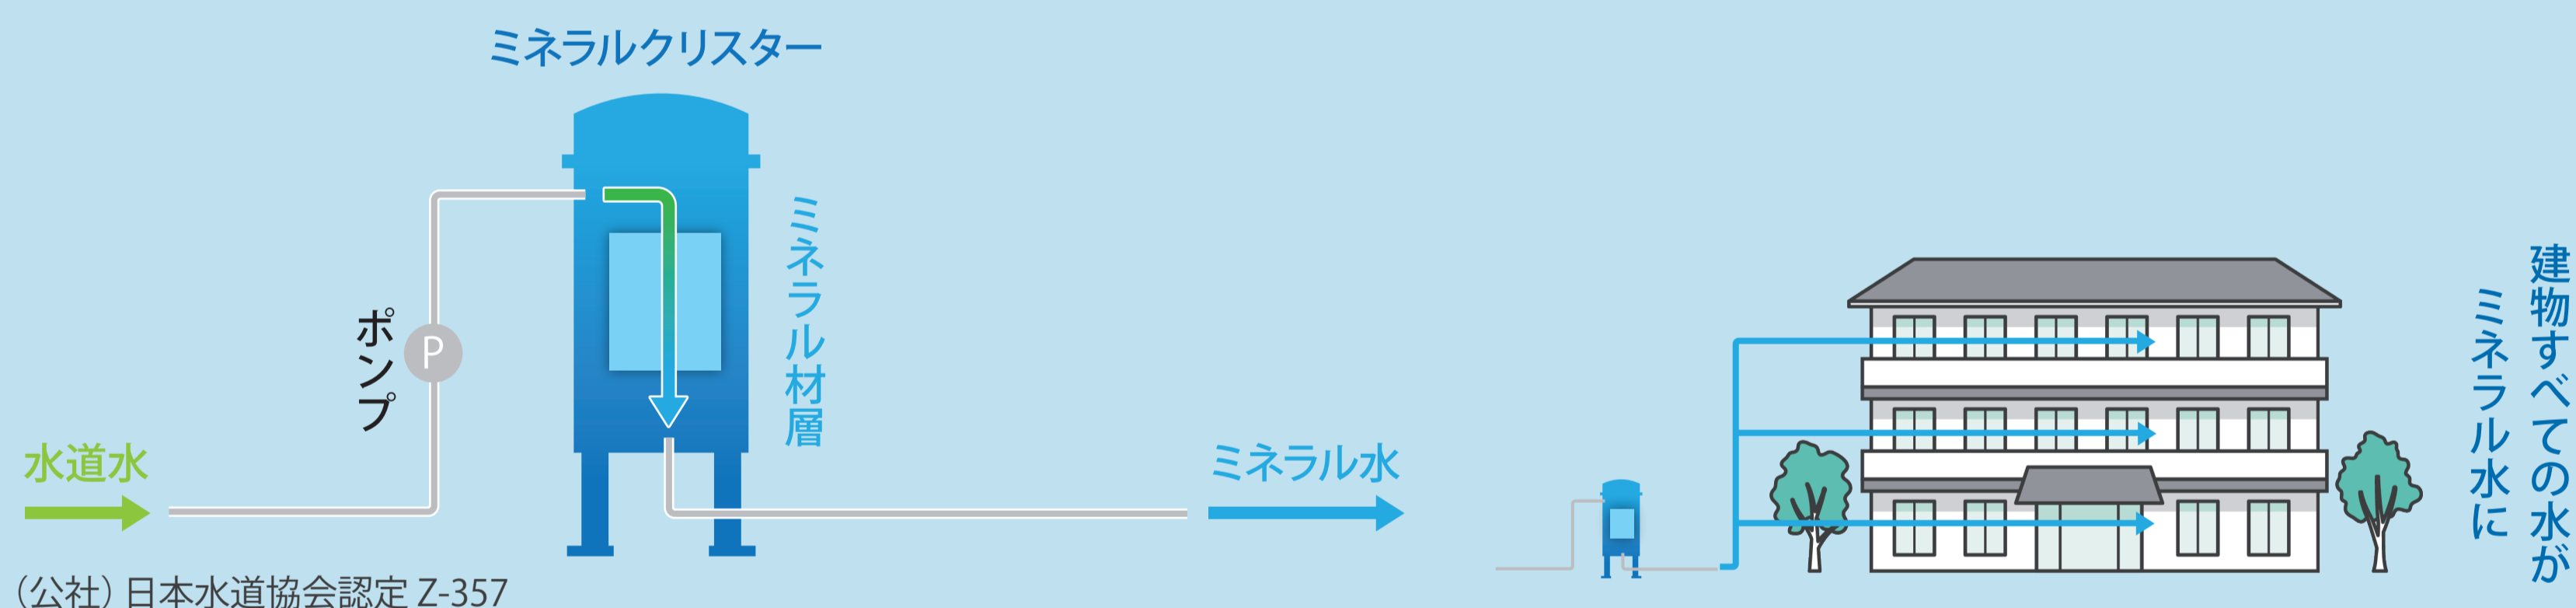 ミネラルクリスター
ポンプ
P
ミネラル材層
水道水
ミネラル水
建物すべての水が
ミネラル水に
（公社）日本水道協会認定 Z-357